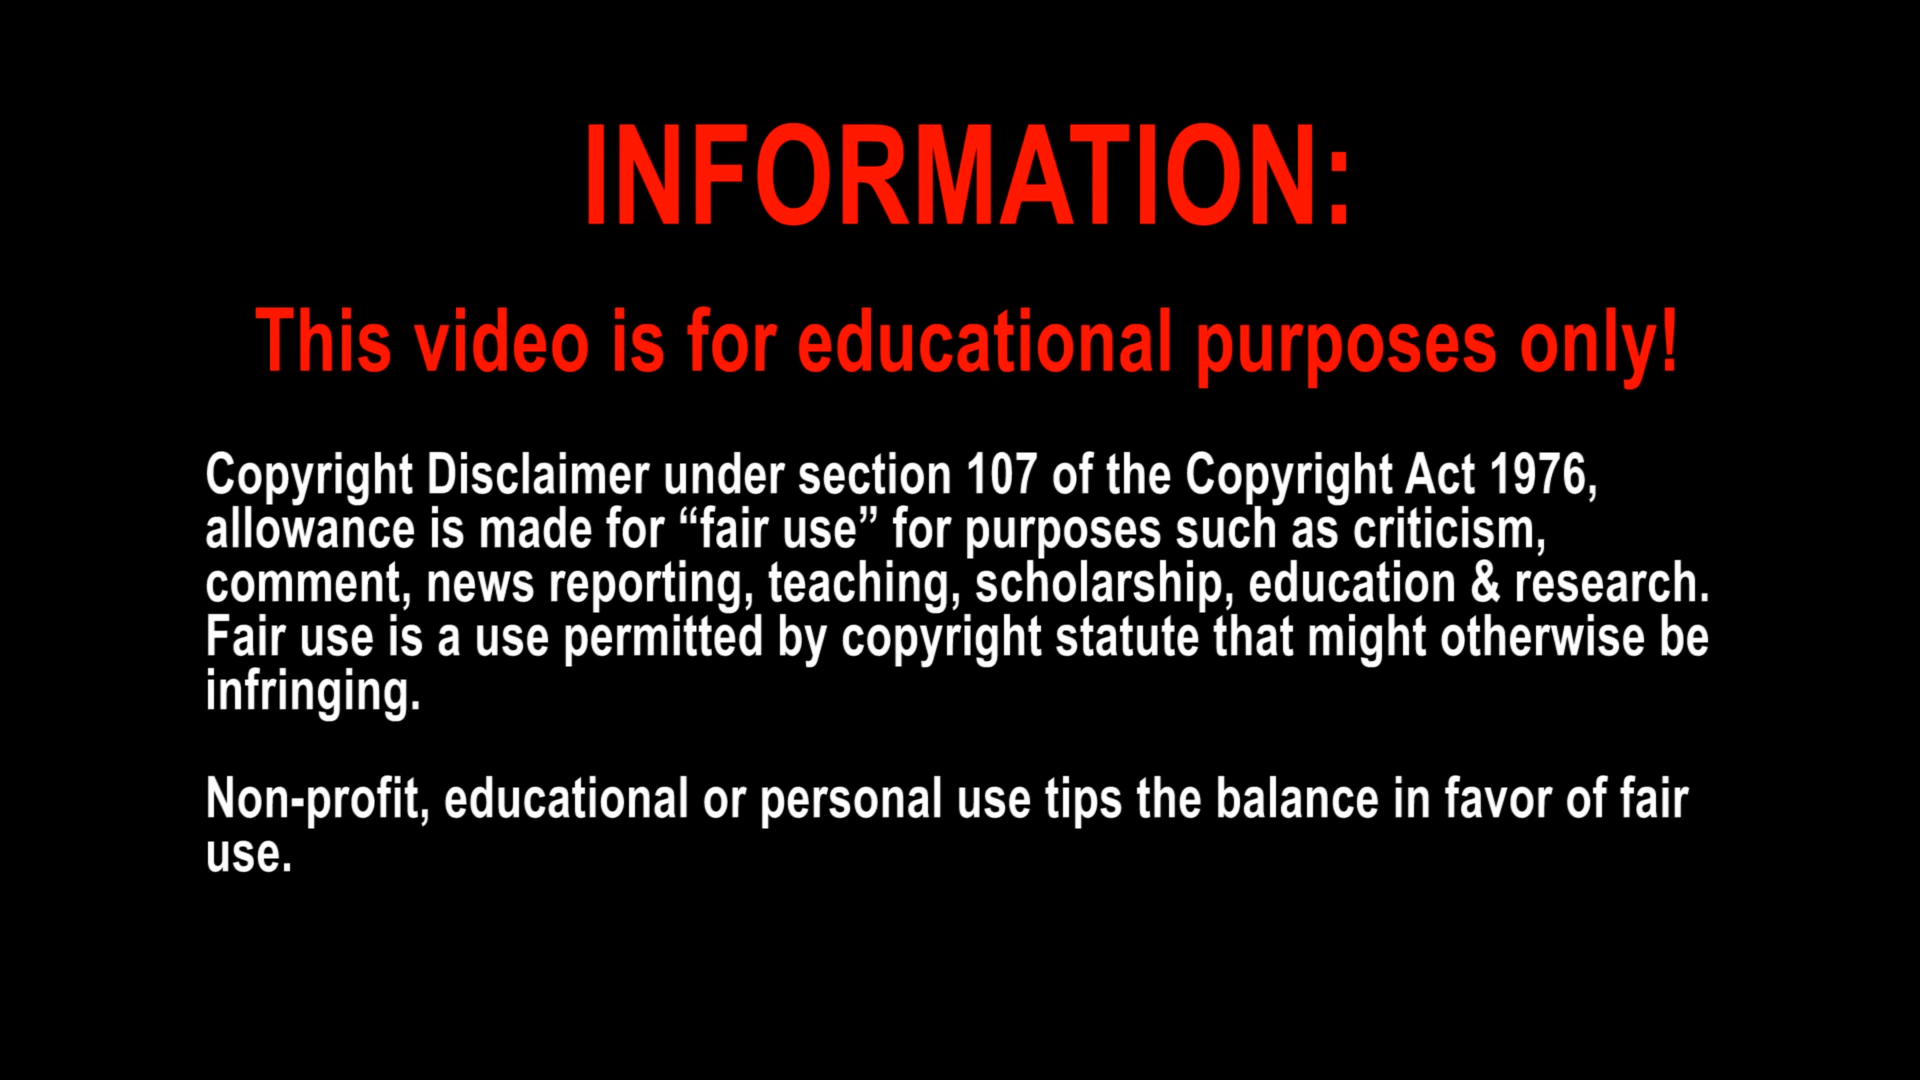 INFORMATION:
This video is for educational purposes only!
Copyright Disclaimer under section 107 of the Copyright Act 1976,
allowance is made for “fair use” for purposes such as criticism,
comment, news reporting, teaching, scholarship, education & research.
Fair use is a use permitted by copyright statute that might otherwise be
infringing.
Non-profit, educational or personal use tips the balance in favor of fair
use.